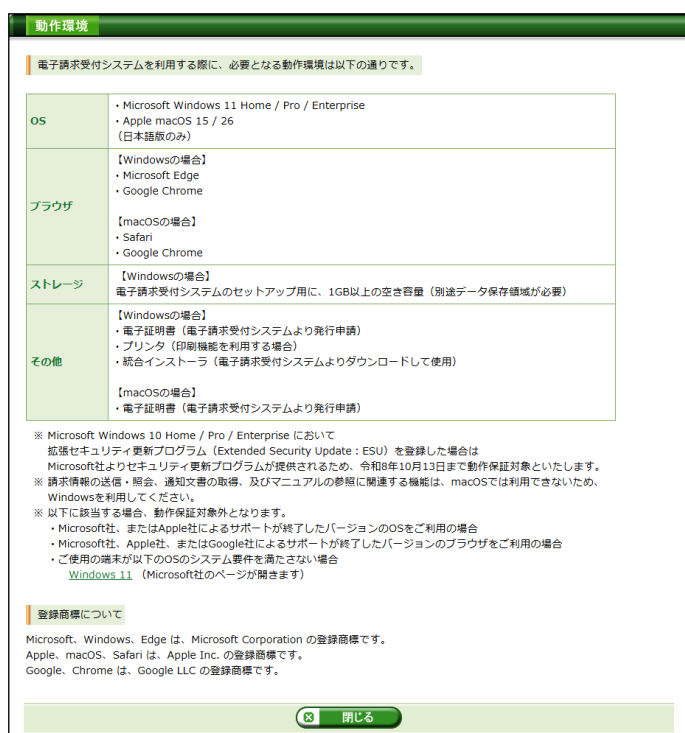 動作環境
電子請求受付システムを利用する際に、必要となる動作環境は以下の通りです。
OS
・Microsoft Windows 11 Home / Pro / Enterprise
・Apple macOS 15 / 26
（日本語版のみ）
ブラウザ
【Windowsの場合】
・Microsoft Edge
・Google Chrome
【macOSの場合】
・Safari
・Google Chrome
ストレージ
【Windowsの場合】
電子請求受付システムのセットアップ用に、1GB以上の空き容量（別途データ保存領域が必要）
その他
【Windowsの場合】
・電子証明書（電子請求受付システムより発行申請）
・プリンタ（印刷機能を利用する場合）
・統合インストーラ（電子請求受付システムよりダウンロードして使用）
【macOSの場合】
・電子証明書（電子請求受付システムより発行申請）
※ Microsoft Windows 10 Home / Pro / Enterprise において
拡張セキュリティ更新プログラム（Extended Security Update：ESU）を登録した場合は
Microsoft社よりセキュリティ更新プログラムが提供されるため、令和8年10月13日まで動作保証対象といたします。
※ 請求情報の送信・照会、通知文書の取得、及びマニュアルの参照に関連する機能は、macOSでは利用できないため、
Windowsを利用してください。
※ 以下に該当する場合、動作保証対象外となります。
・Microsoft社、またはApple社によるサポートが終了したバージョンのOSをご利用の場合
・Microsoft社、Apple社、またはGoogle社によるサポートが終了したバージョンのブラウザをご利用の場合
・ご使用の端末が以下のOSのシステム要件を満たさない場合
Windows 11 （Microsoft社のページが開きます）
登録商標について
Microsoft、Windows、Edge は、Microsoft Corporation の登録商標です。
Apple、macOS、Safari は、Apple Inc. の登録商標です。
Google、Chrome は、Google LLC の登録商標です。
閉じる